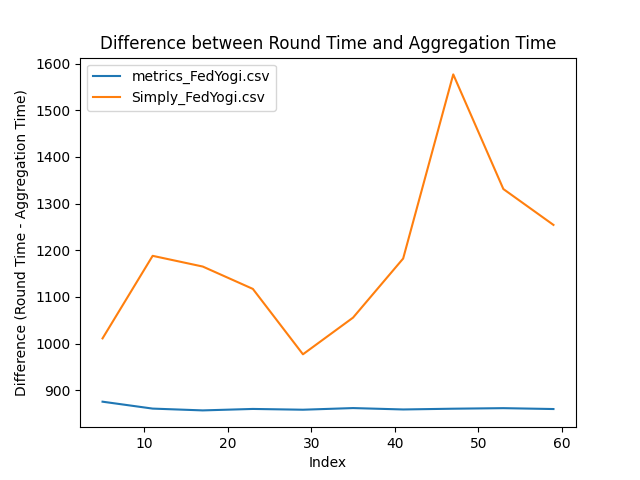 Difference between Round Time and Aggregation Time
metrics_FedYogi.csv
Simply_FedYogi.csv
Difference (Round Time - Aggregation Time)
1600
1500
1400
1300
1200
1100
1000
900
10 20 30 40 50 60
Index